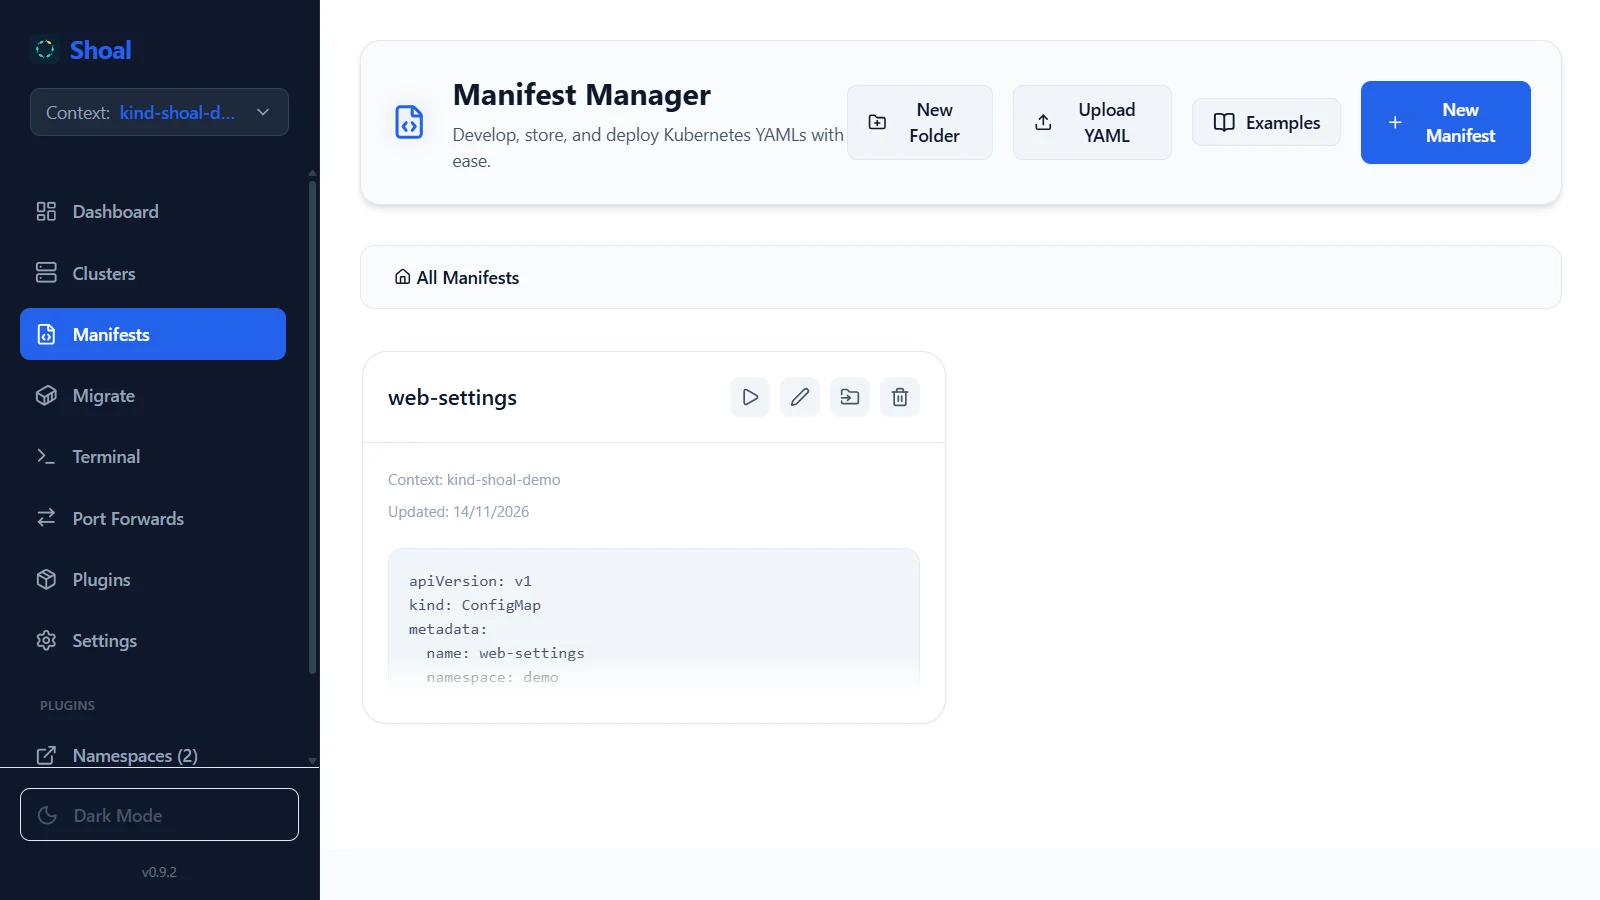 Shoal
Context: kind-shoal-d...
Dashboard
Clusters
Manifests
Migrate
Terminal
Port Forwards
Plugins
Settings
PLUGINS
Namespaces (2)
Dark Mode
v0.9.2
Manifest Manager
Develop, store, and deploy Kubernetes YAMLs with
ease.
New
Folder
Upload
YAML
Examples
New
Manifest
All Manifests
web-settings
Context: kind-shoal-demo
Updated: 14/11/2026
apiVersion: v1
kind: ConfigMap
metadata:
  name: web-settings
  namespace: demo